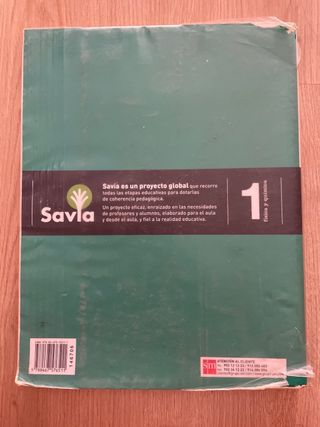 Savia es un proyecto global que recorre
todas las etapas educativas para dotarlas
de coherencia pedagógica.
Un proyecto eficaz, enraizado en las necesidades
de profesores y alumnos, elaborado para el aula
y desde el aula, y fiel a la realidad educativa.
Savia
1
física y química
146706
sm
ATENCIÓN AL CLIENTE